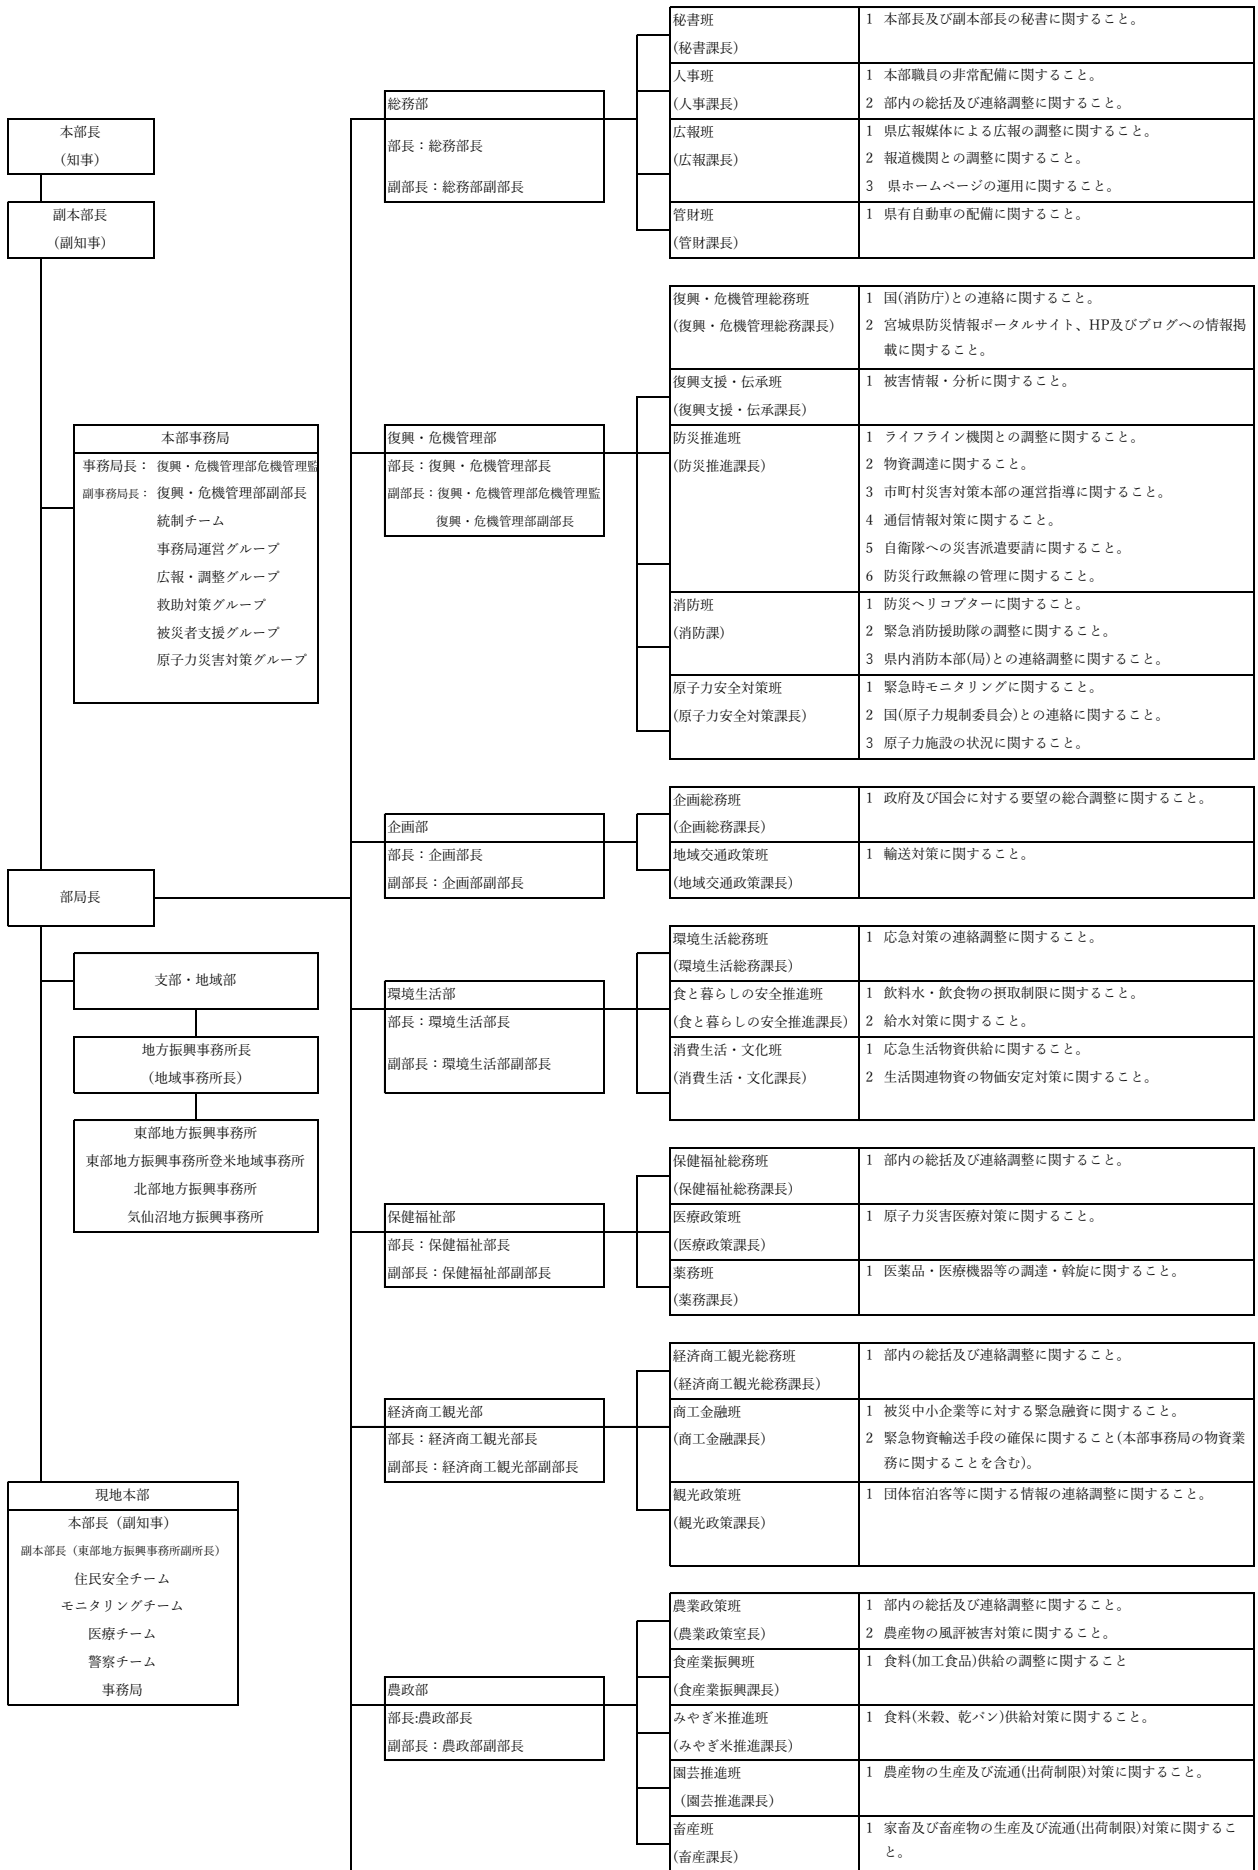 本部長
(知事)
副本部長
(副知事)
本部事務局
事務局長： 復興・危機管理部危機管理監
副事務局長： 復興・危機管理部副部長
統制チーム
事務局運営グループ
広報・調整グループ
救助対策グループ
被災者支援グループ
原子力災害対策グループ
部局長
支部・地域部
地方振興事務所長
(地域事務所長)
東部地方振興事務所
東部地方振興事務所登米地域事務所
北部地方振興事務所
気仙沼地方振興事務所
現地本部
本部長（副知事）
副本部長（東部地方振興事務所副所長）
住民安全チーム
モニタリングチーム
医療チーム
警察チーム
事務局
総務部
部長：総務部長
副部長：総務部副部長
秘書班
(秘書課長)
1 本部長及び副本部長の秘書に関すること。
人事班
(人事課長)
1 本部職員の非常配備に関すること。
2 部内の総括及び連絡調整に関すること。
広報班
(広報課長)
1 県広報媒体による広報の調整に関すること。
2 報道機関との調整に関すること。
3 県ホームページの運用に関すること。
管財班
(管財課長)
1 県有自動車の配備に関すること。
復興・危機管理部
部長：復興・危機管理部長
副部長：復興・危機管理部危機管理監
復興・危機管理部副部長
復興・危機管理総務班
(復興・危機管理総務課長)
1 国(消防庁)との連絡に関すること。
2 宮城県防災情報ポータルサイト、HP及びブログへの情報掲
載に関すること。
復興支援・伝承班
(復興支援・伝承課長)
1 被害情報・分析に関すること。
防災推進班
(防災推進課長)
1 ライフライン機関との調整に関すること。
2 物資調達に関すること。
3 市町村災害対策本部の運営指導に関すること。
4 通信情報対策に関すること。
5 自衛隊への災害派遣要請に関すること。
6 防災行政無線の管理に関すること。
消防班
(消防課)
1 防災ヘリコプターに関すること。
2 緊急消防援助隊の調整に関すること。
3 県内消防本部(局)との連絡調整に関すること。
原子力安全対策班
(原子力安全対策課長)
1 緊急時モニタリングに関すること。
2 国(原子力規制委員会)との連絡に関すること。
3 原子力施設の状況に関すること。
企画部
部長：企画部長
副部長：企画部副部長
企画総務班
(企画総務課長)
1 政府及び国会に対する要望の総合調整に関すること。
地域交通政策班
(地域交通政策課長)
1 輸送対策に関すること。
環境生活部
部長：環境生活部長
副部長：環境生活部副部長
環境生活総務班
(環境生活総務課長)
1 応急対策の連絡調整に関すること。
食と暮らしの安全推進班
(食と暮らしの安全推進課長)
1 飲料水・飲食物の摂取制限に関すること。
2 給水対策に関すること。
消費生活・文化班
(消費生活・文化課長)
1 応急生活物資供給に関すること。
2 生活関連物資の物価安定対策に関すること。
保健福祉部
部長：保健福祉部長
副部長：保健福祉部副部長
保健福祉総務班
(保健福祉総務課長)
1 部内の総括及び連絡調整に関すること。
医療政策班
(医療政策課長)
1 原子力災害医療対策に関すること。
薬務班
(薬務課長)
1 医薬品・医療機器等の調達・斡旋に関すること。
経済商工観光部
部長：経済商工観光部長
副部長：経済商工観光部副部長
経済商工観光総務班
(経済商工観光総務課長)
1 部内の総括及び連絡調整に関すること。
商工金融班
(商工金融課長)
1 被災中小企業等に対する緊急融資に関すること。
2 緊急物資輸送手段の確保に関すること(本部事務局の物資業
務に関することを含む)。
観光政策班
(観光政策課長)
1 団体宿泊客等に関する情報の連絡調整に関すること。
農政部
部長:農政部長
副部長：農政部副部長
農業政策班
(農業政策室長)
1 部内の総括及び連絡調整に関すること。
2 農産物の風評被害対策に関すること。
食産業振興班
(食産業振興課長)
1 食料(加工食品)供給の調整に関すること
みやぎ米推進班
(みやぎ米推進課長)
1 食料(米穀、乾パン)供給対策に関すること。
園芸推進班
（園芸推進課長）
1 農産物の生産及び流通(出荷制限)対策に関すること。
畜産班
(畜産課長)
1 家畜及び畜産物の生産及び流通(出荷制限)対策に関するこ
と。